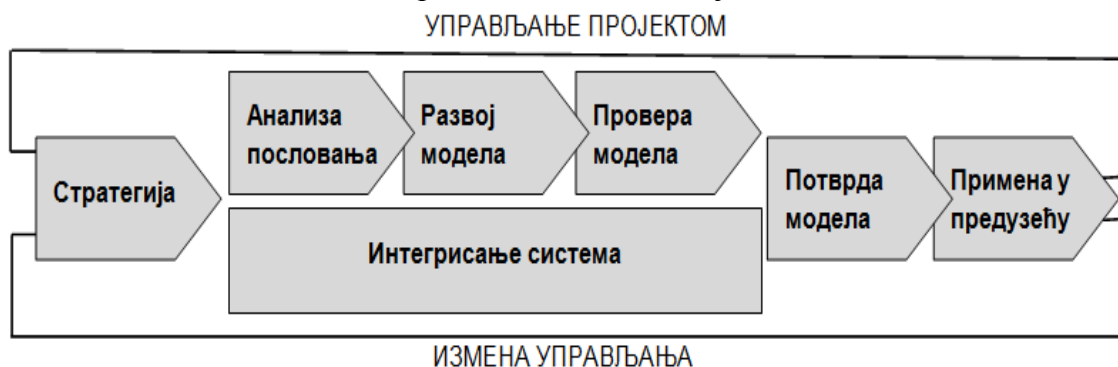 УПРАВЉАЊЕ ПРОЈЕКТОМ
Стратегија
Анализа
пословања
Развој
модела
Провера
модела
Интегрисање система
Потврда
модела
Примена у
предузећу
ИЗМЕНА УПРАВЉАЊА